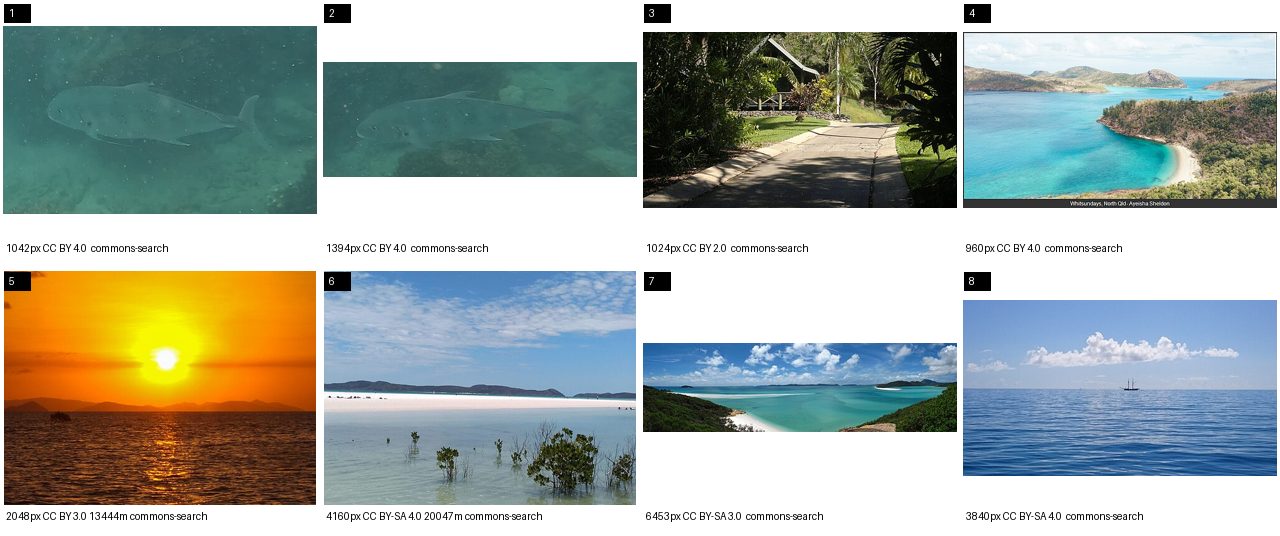 1
2
3
4
Whitsundays, North Qld - Ayeisha Sheldon
1042px CC BY 4.0 commons-search
1394px CC BY 4.0 commons-search
1024px CC BY 2.0 commons-search
960px CC BY 4.0 commons-search
5
6
7
8
2048px CC BY 3.0 13444m commons-search
4160px CC BY-SA 4.0 20047m commons-search
6453px CC BY-SA 3.0 commons-search
3840px CC BY-SA 4.0 commons-search